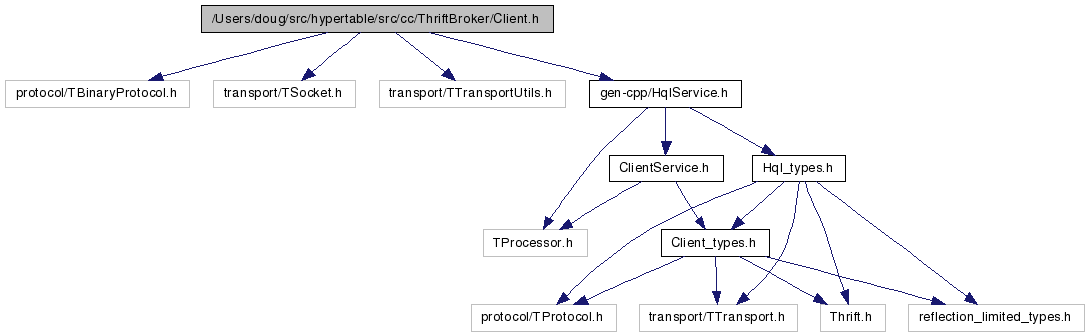 /Users/doug/src/hypertable/src/cc/ThriftBroker/Client.h
protocol/TBinaryProtocol.h
transport/TSocket.h
transport/TTransportUtils.h
gen-cpp/HqlService.h
ClientService.h
Hql_types.h
TProcessor.h
Client_types.h
protocol/TProtocol.h
transport/TTransport.h
Thrift.h
reflection_limited_types.h